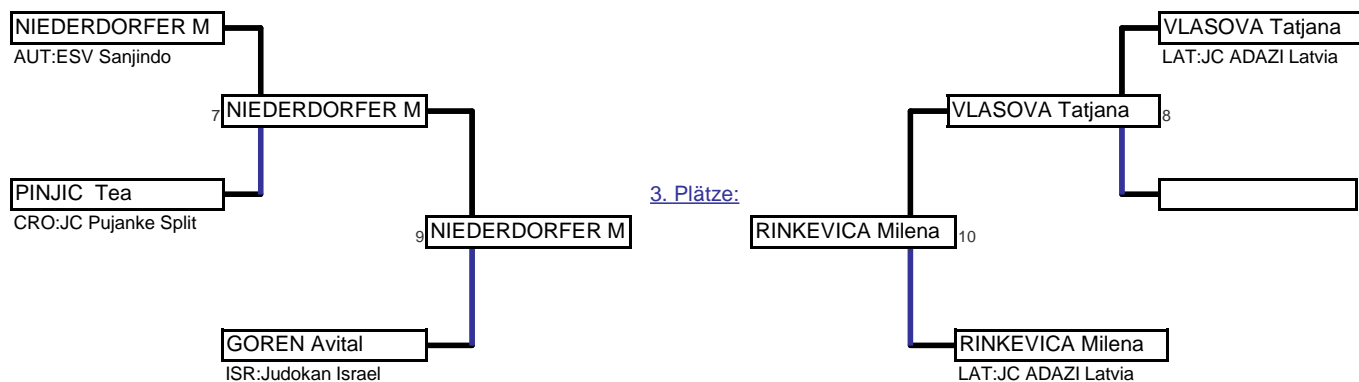 NIEDERDORFER M
AUT:ESV Sanjindo
7 NIEDERDORFER M
PINJIC Tea
CRO:JC Pujanke Split
9 NIEDERDORFER M
GOREN Avital
ISR:Judokan Israel
3. Plätze:
VLASOVA Tatjana
LAT:JC ADAZI Latvia
VLASOVA Tatjana 8
RINKEVICA Milena 10
RINKEVICA Milena
LAT:JC ADAZI Latvia